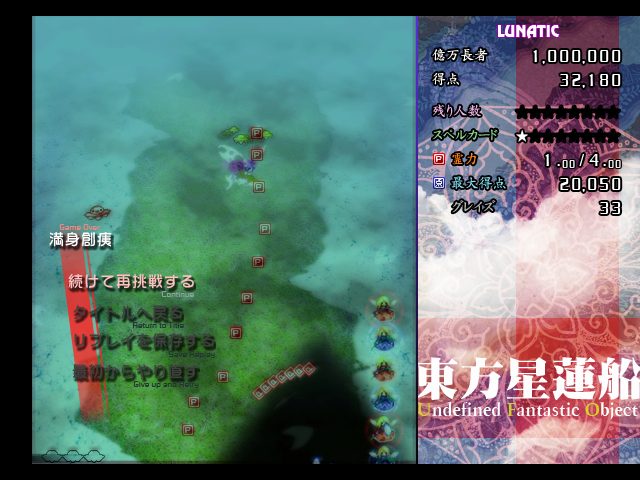 LUNATIC
億万長者 1,000,000
得点 32,180
残り人数
スペルカード
P 霊力 1.00/4.00
最大得点 20,050
グレイズ 33
Game Over
満身創痍
続けて再挑戦する
Continue
タイトルへ戻る
Return to Title
リプレイを保存する
Save Replay
最初からやり直す
Give up and Retry
東方星蓮船
Undefined Fantastic Object